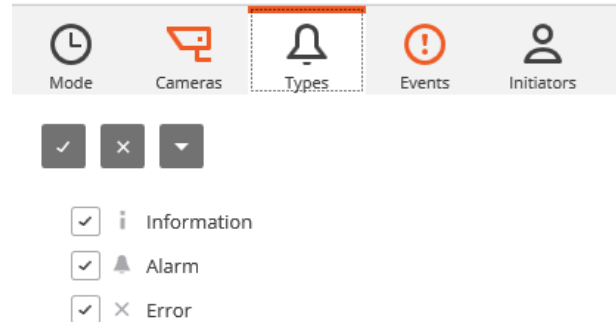 Mode
Cameras
Types
Events
Initiators
Information
Alarm
Error